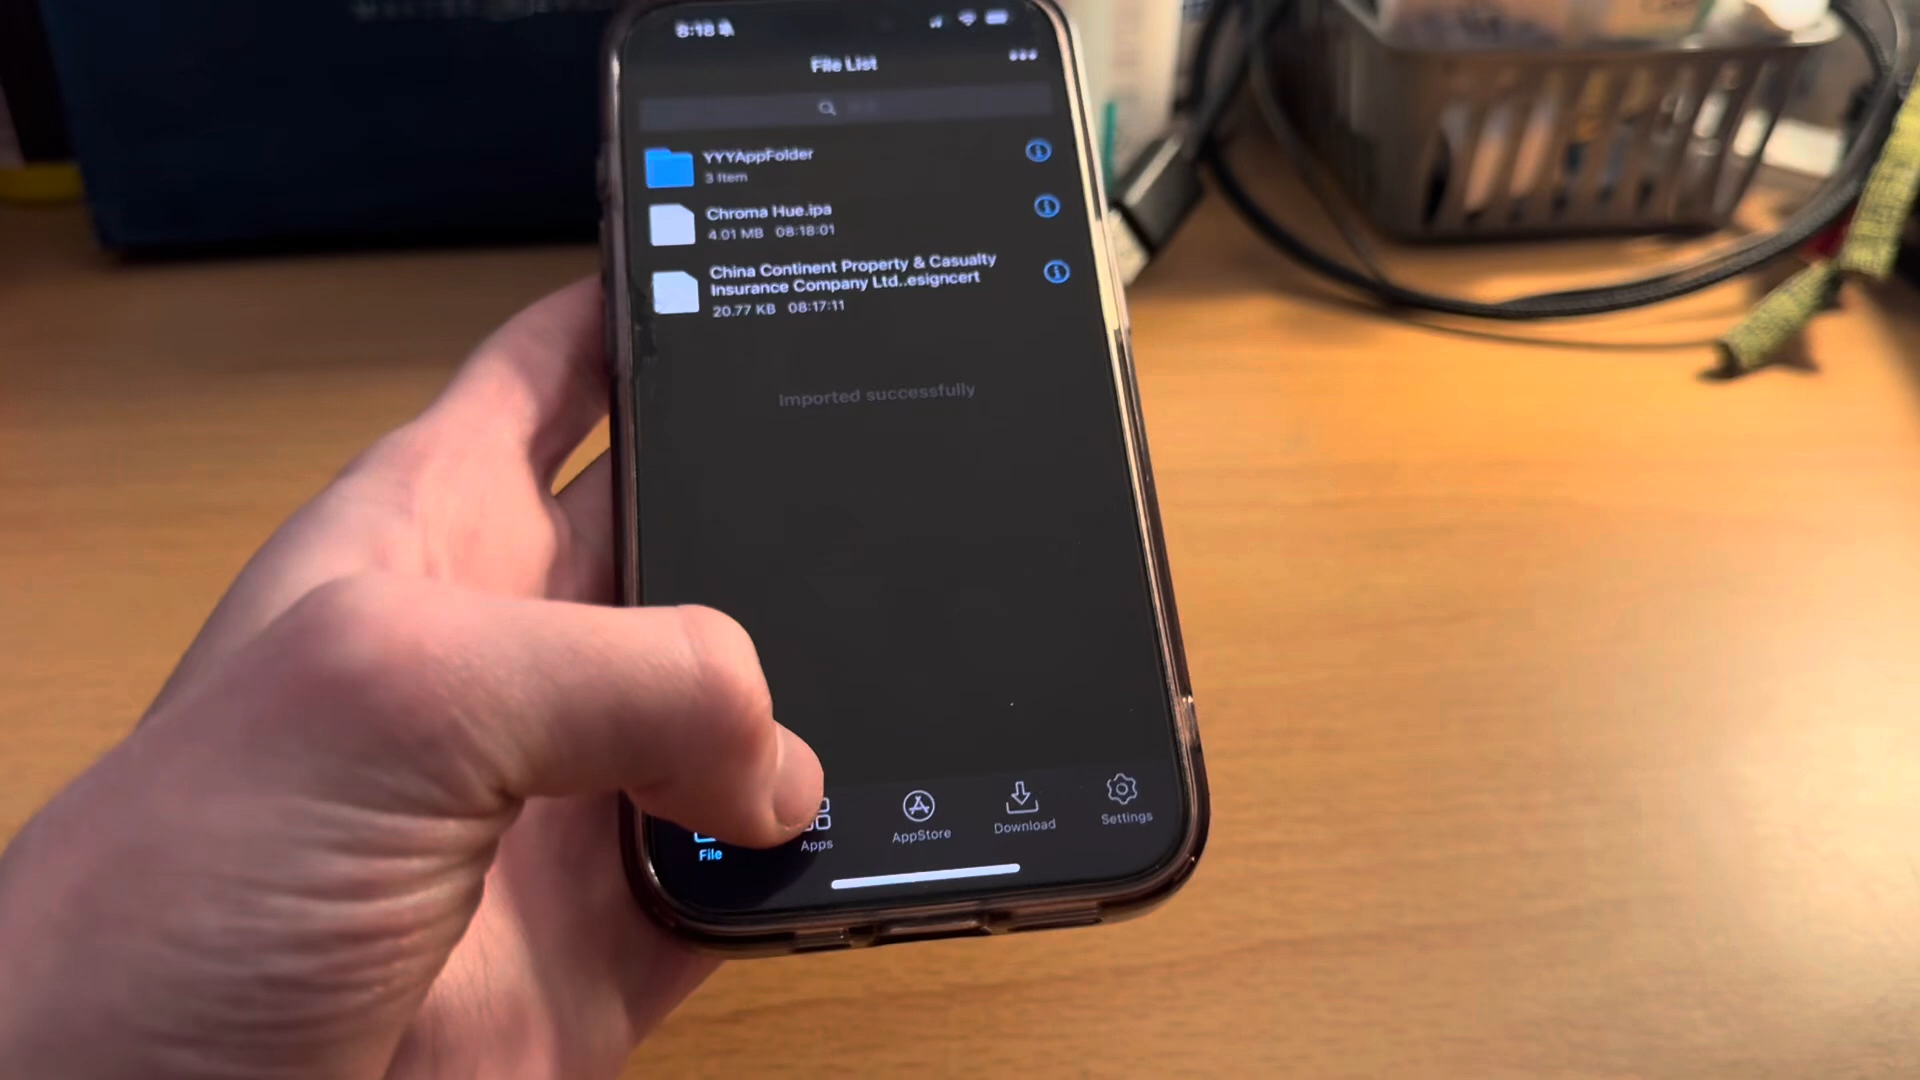 8:18
File List
YYYAppFolder
3 Item
Chroma Hue.ipa
4.01 MB 08:18:01
China Continent Property & Casualty
Insurance Company Ltd..esigncert
20.77 KB 08:17:11
Imported successfully
File
Apps
AppStore
Download
Settings